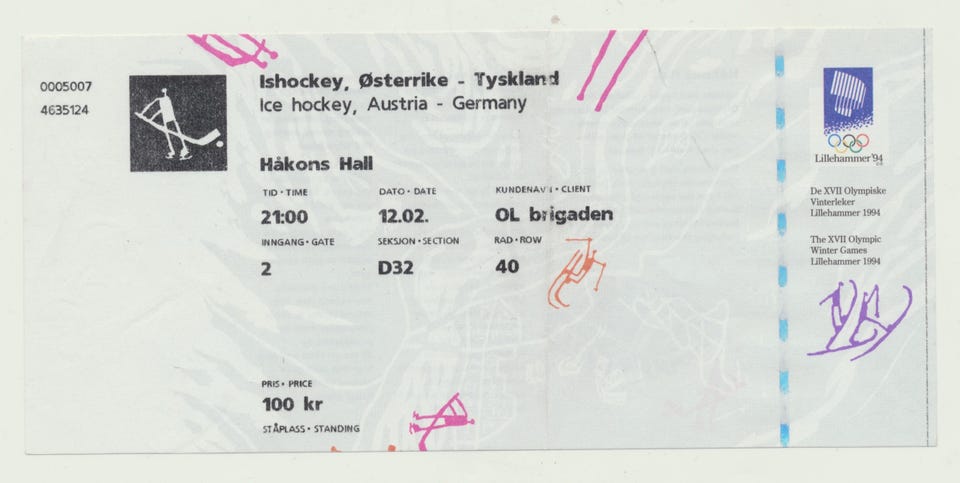 0005007
4635124
Ishockey, Østerrike - Tyskland
Ice hockey, Austria - Germany
Håkons Hall
TID • TIME
DATO • DATE
KUNDENAVN • CLIENT
21:00
12.02.
OL brigaden
INNGANG • GATE
SEKSJON • SECTION
RAD • ROW
2
D32
40
PRIS • PRICE
100 kr
STÅPLASS • STANDING
Lillehammer'94
De XVII Olympiske
Vinterleker
Lillehammer 1994
The XVII Olympic
Winter Games
Lillehammer 1994